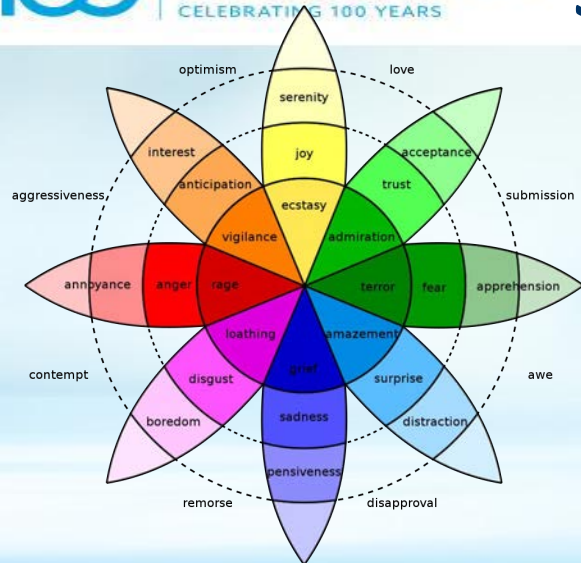 CELEBRATING 100 YEARS
optimism
love
serenity
interest
acceptance
joy
anticipation
trust
aggressiveness
submission
ecstasy
vigilance
admiration
annoyance
anger
rage
terror
fear
apprehension
loathing
amazement
grief
contempt
disgust
surprise
awe
sadness
boredom
distraction
pensiveness
remorse
disapproval